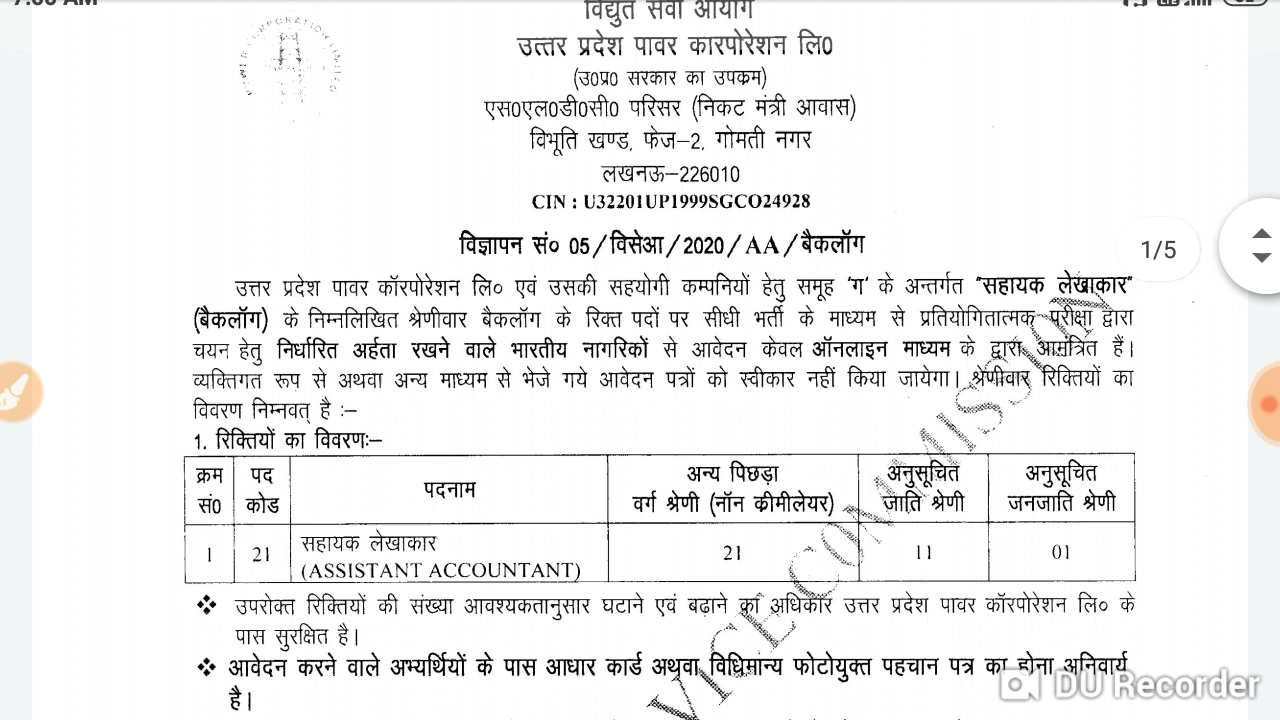 विद्युत सेवा आयोग
उत्तर प्रदेश पावर कारपोरेशन लि0
(उ0प्र0 सरकार का उपक्रम)
एस0एल0डी0सी0 परिसर (निकट मंत्री आवास)
विभूति खण्ड, फेज–2, गोमती नगर
लखनऊ–226010
CIN : U32201UP1999SGCO24928
विज्ञापन सं० 05/विसेआ/2020/AA/बैकलॉग
1/5
उत्तर प्रदेश पावर कॉरपोरेशन लि० एवं उसकी सहयोगी कम्पनियों हेतु समूह 'ग' के अन्तर्गत "सहायक लेखाकार"
(बैकलॉग) के निम्नलिखित श्रेणीवार बैकलॉग के रिक्त पदों पर सीधी भर्ती के माध्यम से प्रतियोगितात्मक परीक्षा द्वारा
चयन हेतु निर्धारित अर्हता रखने वाले भारतीय नागरिकों से आवेदन केवल ऑनलाइन माध्यम के द्वारा आमंत्रित हैं।
व्यक्तिगत रूप से अथवा अन्य माध्यम से भेजे गये आवेदन पत्रों को स्वीकार नहीं किया जायेगा। श्रेणीवार रिक्तियों का
विवरण निम्नवत् है :–
1. रिक्तियों का विवरणः–
क्रम सं0 पद कोड पदनाम अन्य पिछड़ा वर्ग श्रेणी (नॉन क्रीमीलेयर) अनुसूचित जाति श्रेणी अनुसूचित जनजाति श्रेणी
1 21 सहायक लेखाकार (ASSISTANT ACCOUNTANT) 21 11 01
❖ उपरोक्त रिक्तियों की संख्या आवश्यकतानुसार घटाने एवं बढ़ाने का अधिकार उत्तर प्रदेश पावर कॉरपोरेशन लि० के
पास सुरक्षित है।
❖ आवेदन करने वाले अभ्यर्थियों के पास आधार कार्ड अथवा विधिमान्य फोटोयुक्त पहचान पत्र का होना अनिवार्य
है।
VICE COMMISSION
DU Recorder